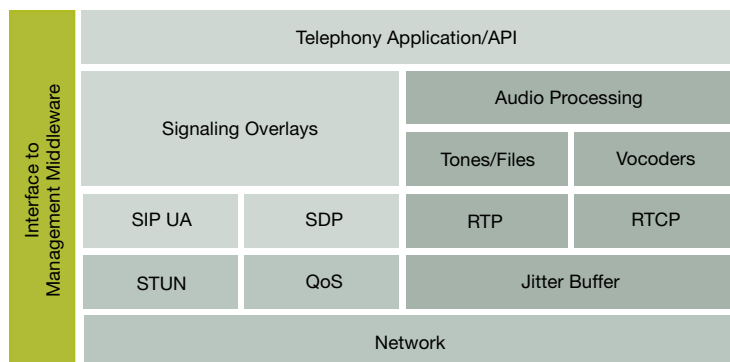 Interface to
Management Middleware
Telephony Application/API
Signaling Overlays
Audio Processing
Tones/Files
Vocoders
SIP UA
SDP
RTP
RTCP
STUN
QoS
Jitter Buffer
Network